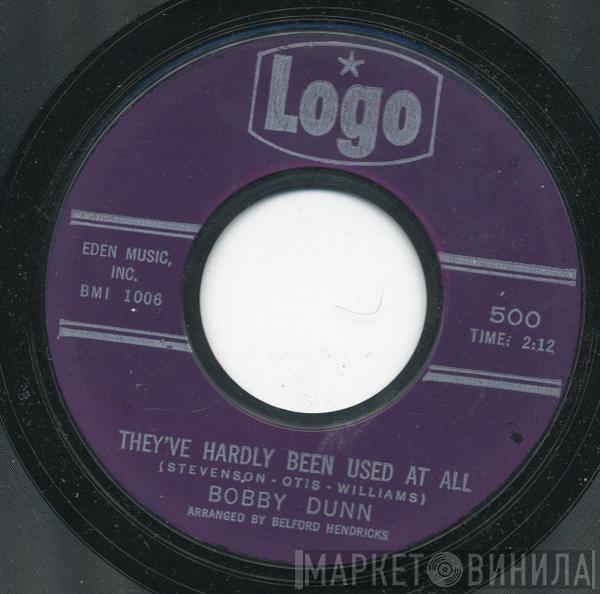 Logo
EDEN MUSIC,
INC.
BMI 1006
500
TIME: 2:12
THEY'VE HARDLY BEEN USED AT ALL
(STEVENSON - OTIS - WILLIAMS)
BOBBY DUNN
ARRANGED BY BELFORD HENDRICKS
МАРКЕТ ВИНИЛА